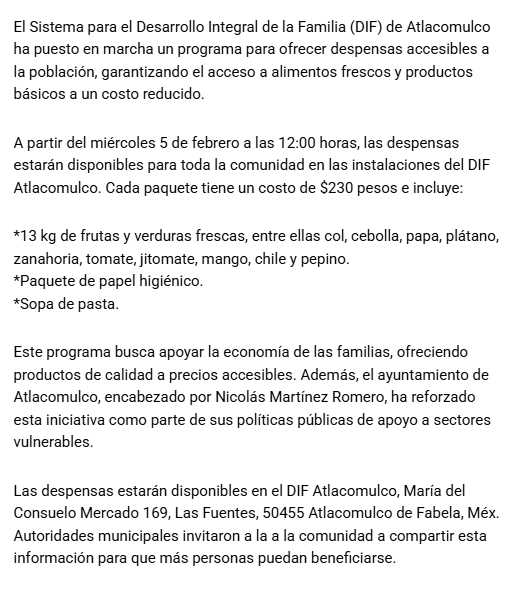 El Sistema para el Desarrollo Integral de la Familia (DIF) de Atlacomulco
ha puesto en marcha un programa para ofrecer despensas accesibles a
la población, garantizando el acceso a alimentos frescos y productos
básicos a un costo reducido.
A partir del miércoles 5 de febrero a las 12:00 horas, las despensas
estarán disponibles para toda la comunidad en las instalaciones del DIF
Atlacomulco. Cada paquete tiene un costo de $230 pesos e incluye:
*13 kg de frutas y verduras frescas, entre ellas col, cebolla, papa, plátano,
zanahoria, tomate, jitomate, mango, chile y pepino.
*Paquete de papel higiénico.
*Sopa de pasta.
Este programa busca apoyar la economía de las familias, ofreciendo
productos de calidad a precios accesibles. Además, el ayuntamiento de
Atlacomulco, encabezado por Nicolás Martínez Romero, ha reforzado
esta iniciativa como parte de sus políticas públicas de apoyo a sectores
vulnerables.
Las despensas estarán disponibles en el DIF Atlacomulco, María del
Consuelo Mercado 169, Las Fuentes, 50455 Atlacomulco de Fabela, Méx.
Autoridades municipales invitaron a la a la comunidad a compartir esta
información para que más personas puedan beneficiarse.